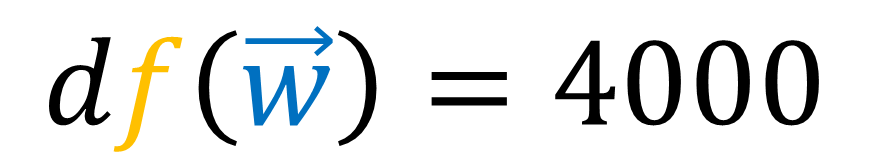 df(w⃗) = 4000